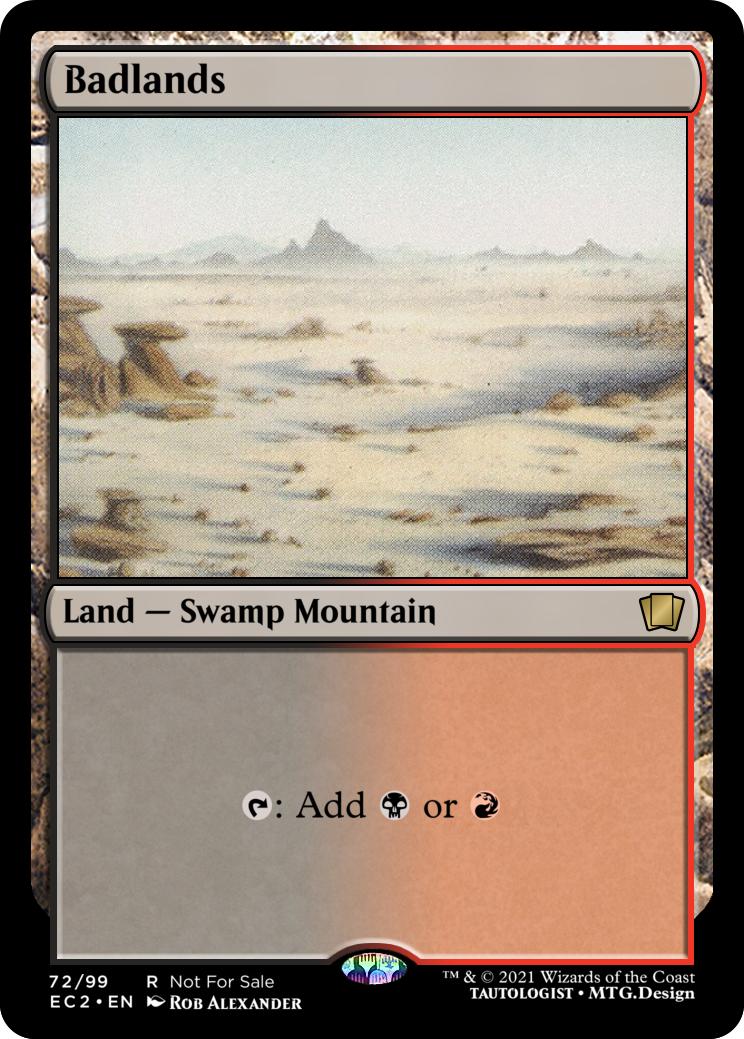 Badlands
Land — Swamp Mountain
: Add or
72/99 R Not For Sale
EC2 • EN Rob Alexander
™ & © 2021 Wizards of the Coast
TAUTOLOGIST • MTG.Design